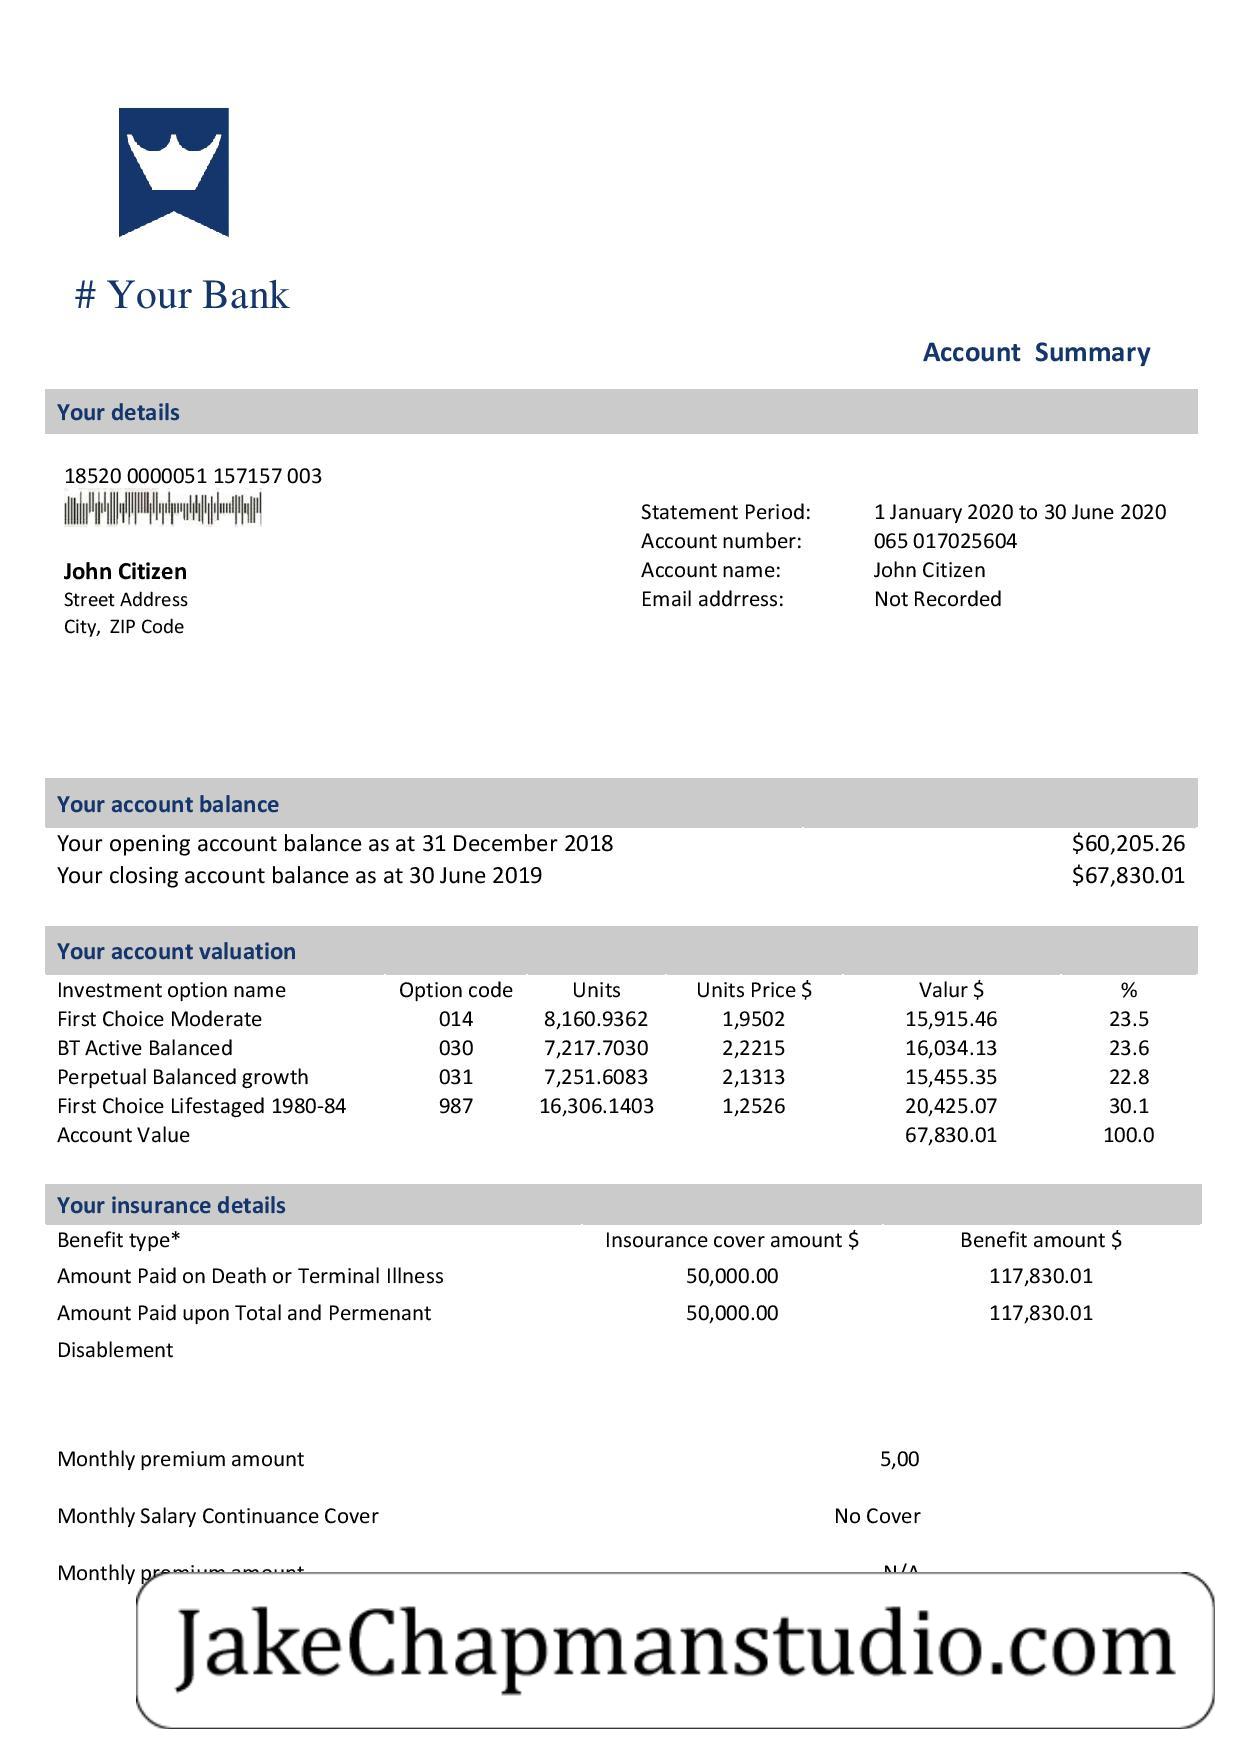 # Your Bank
Account Summary
Your details
18520 0000051 157157 003
Statement Period: 1 January 2020 to 30 June 2020
Account number: 065 017025604
John Citizen
Account name: John Citizen
Street Address
Email addrress: Not Recorded
City, ZIP Code
Your account balance
Your opening account balance as at 31 December 2018 $60,205.26
Your closing account balance as at 30 June 2019 $67,830.01
Your account valuation
Investment option name Option code Units Units Price $ Valur $ %
First Choice Moderate 014 8,160.9362 1,9502 15,915.46 23.5
BT Active Balanced 030 7,217.7030 2,2215 16,034.13 23.6
Perpetual Balanced growth 031 7,251.6083 2,1313 15,455.35 22.8
First Choice Lifestaged 1980-84 987 16,306.1403 1,2526 20,425.07 30.1
Account Value 67,830.01 100.0
Your insurance details
Benefit type* Insourance cover amount $ Benefit amount $
Amount Paid on Death or Terminal Illness 50,000.00 117,830.01
Amount Paid upon Total and Permenant 50,000.00 117,830.01
Disablement
Monthly premium amount 5,00
Monthly Salary Continuance Cover No Cover
Monthly premium amount N/A
JakeChapmanstudio.com